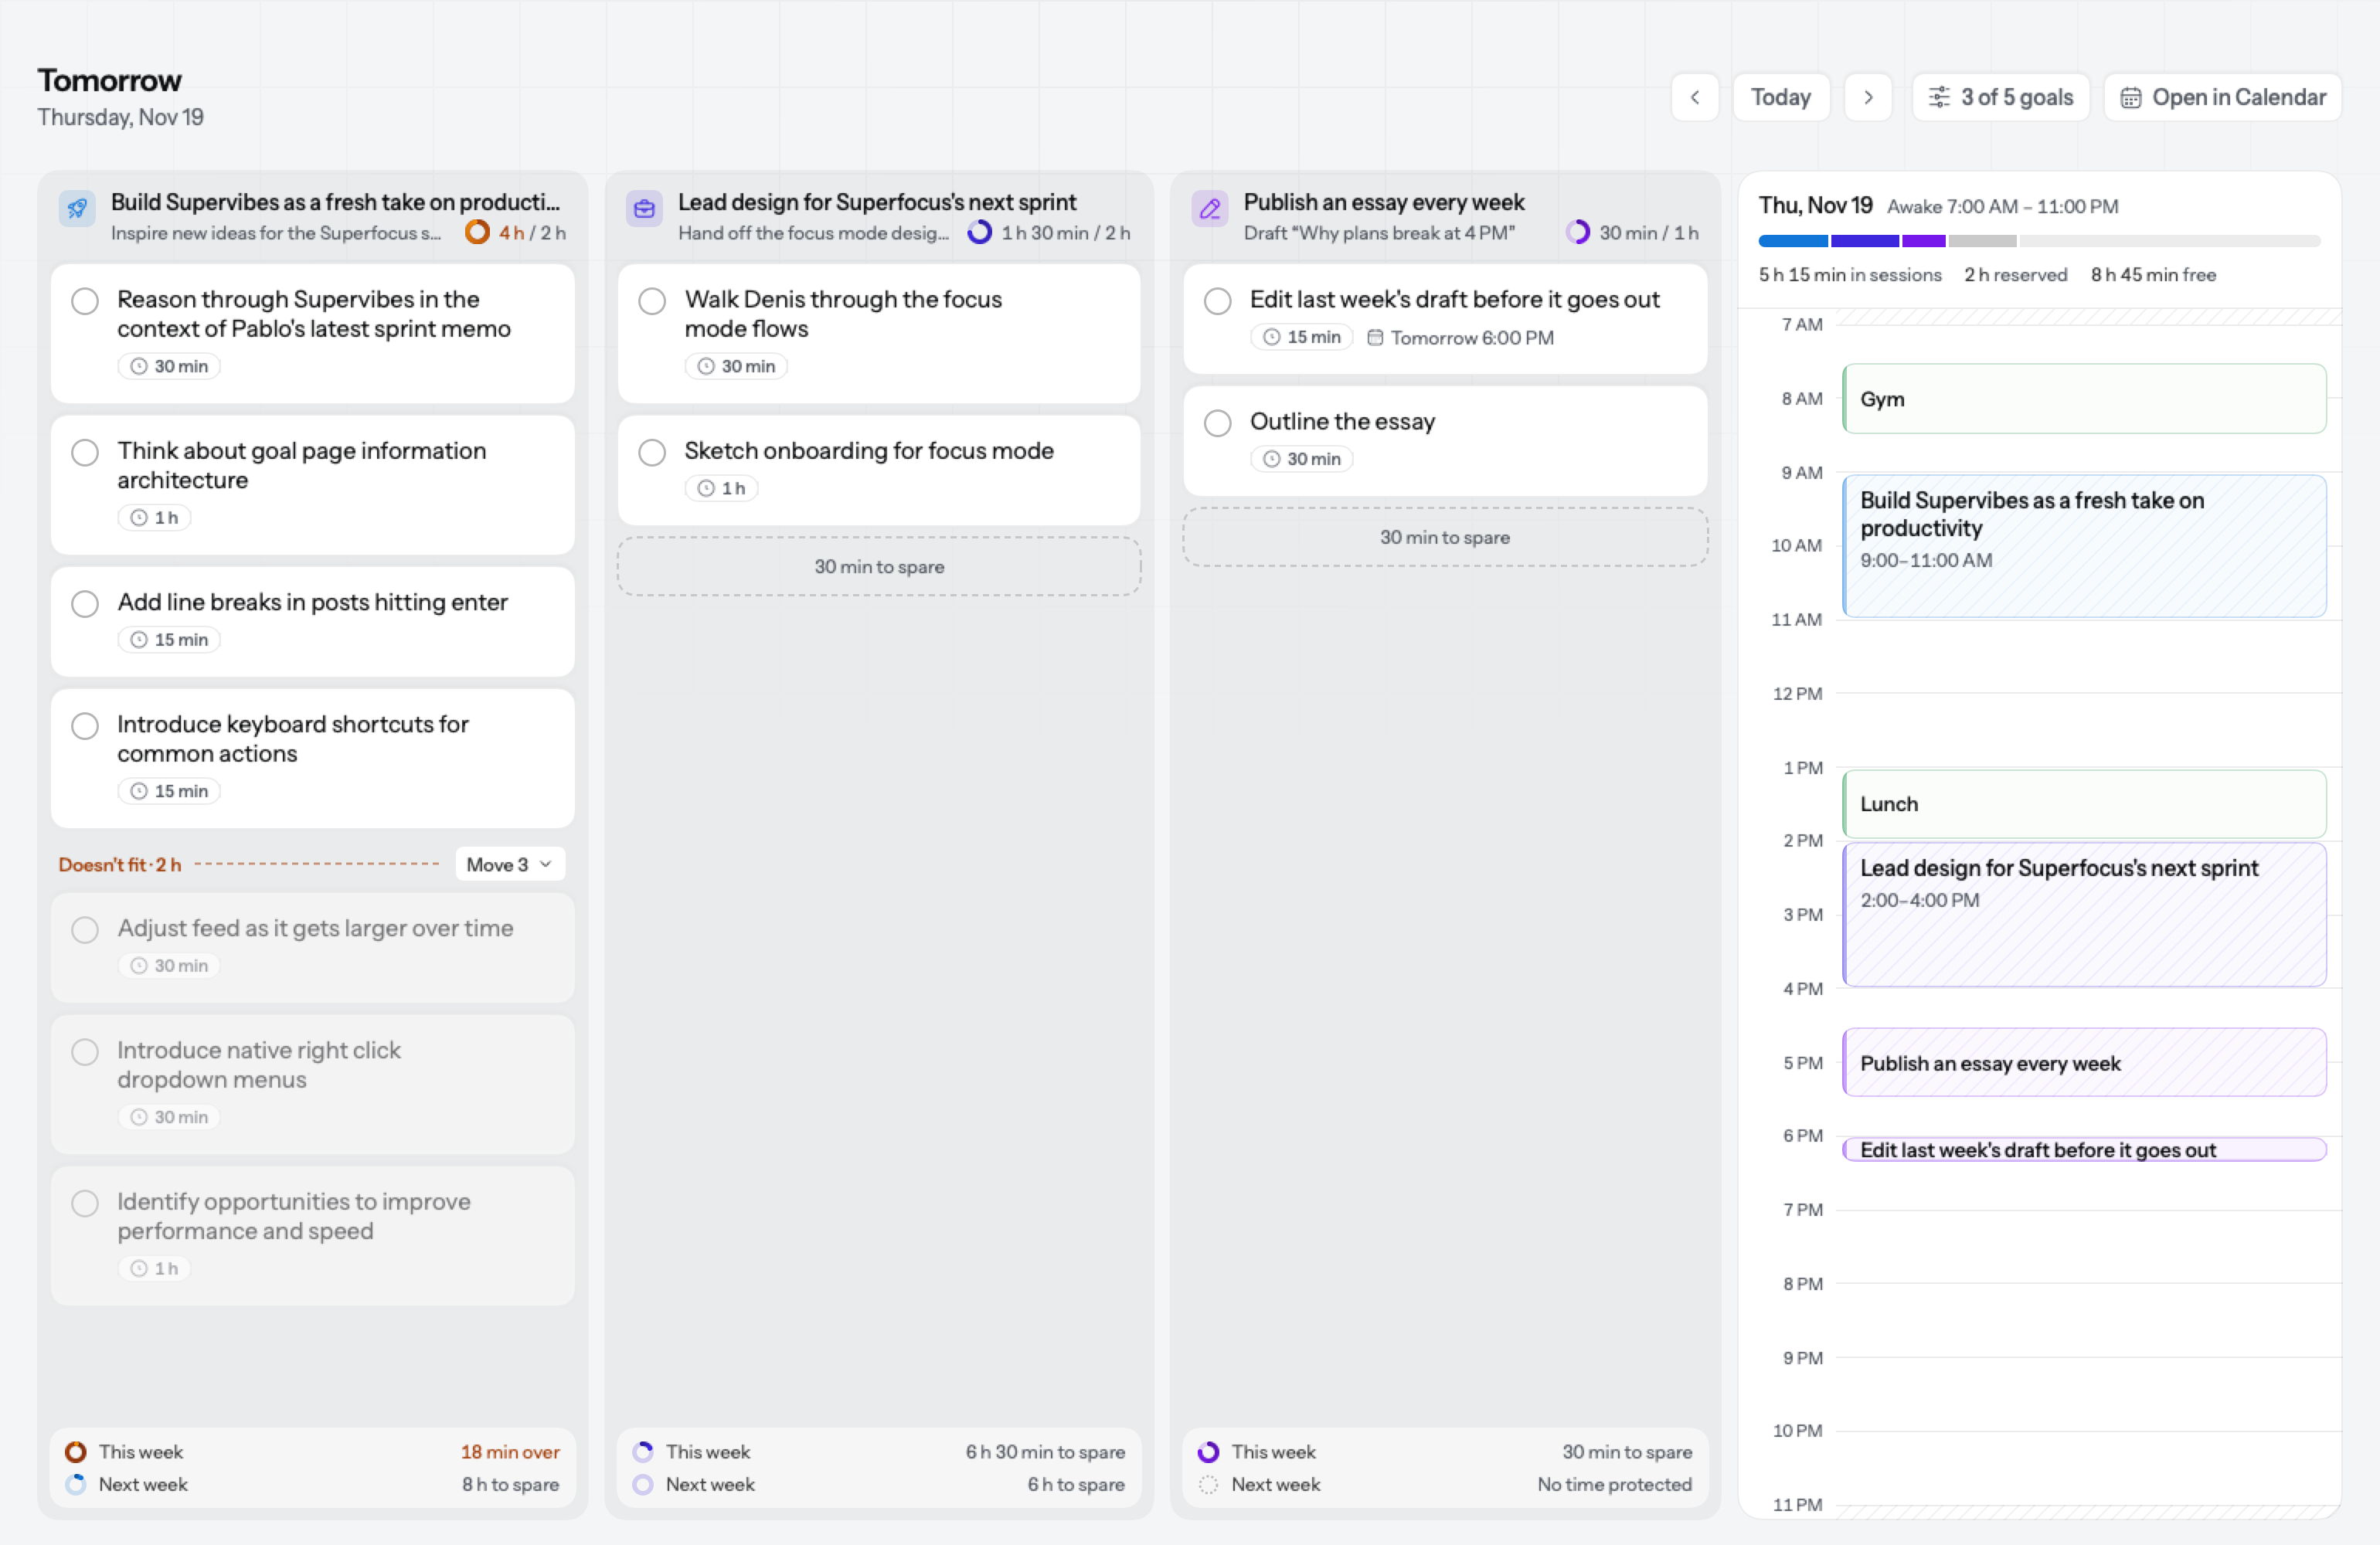 Tomorrow
Thursday, Nov 19
Today
3 of 5 goals
Open in Calendar
Build Supervibes as a fresh take on producti...
Inspire new ideas for the Superfocus s...
4 h / 2 h
Reason through Supervibes in the
context of Pablo's latest sprint memo
30 min
Think about goal page information
architecture
1 h
Add line breaks in posts hitting enter
15 min
Introduce keyboard shortcuts for
common actions
15 min
Doesn't fit · 2 h
Move 3
Adjust feed as it gets larger over time
30 min
Introduce native right click
dropdown menus
30 min
Identify opportunities to improve
performance and speed
1 h
This week
18 min over
Next week
8 h to spare
Lead design for Superfocus's next sprint
Hand off the focus mode desig...
1 h 30 min / 2 h
Walk Denis through the focus
mode flows
30 min
Sketch onboarding for focus mode
1 h
30 min to spare
This week
6 h 30 min to spare
Next week
6 h to spare
Publish an essay every week
Draft “Why plans break at 4 PM”
30 min / 1 h
Edit last week's draft before it goes out
15 min
Tomorrow 6:00 PM
Outline the essay
30 min
30 min to spare
This week
30 min to spare
Next week
No time protected
Thu, Nov 19
Awake 7:00 AM – 11:00 PM
5 h 15 min in sessions
2 h reserved
8 h 45 min free
7 AM
8 AM
Gym
9 AM
Build Supervibes as a fresh take on
productivity
10 AM
9:00–11:00 AM
11 AM
12 PM
1 PM
Lunch
2 PM
Lead design for Superfocus's next sprint
2:00–4:00 PM
3 PM
4 PM
5 PM
Publish an essay every week
6 PM
Edit last week's draft before it goes out
7 PM
8 PM
9 PM
10 PM
11 PM